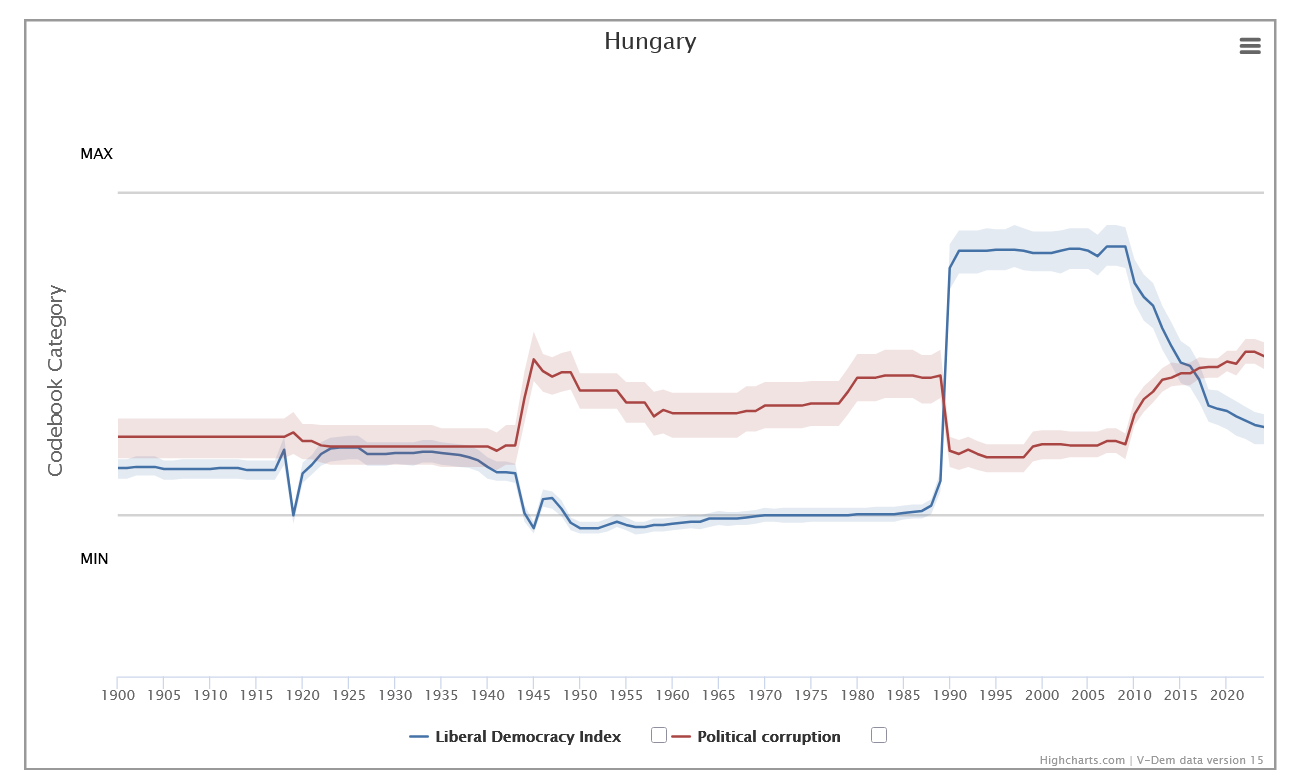 Hungary
MAX
Codebook Category
MIN
1900 1905 1910 1915 1920 1925 1930 1935 1940 1945 1950 1955 1960 1965 1970 1975 1980 1985 1990 1995 2000 2005 2010 2015 2020
Liberal Democracy Index Political corruption
Highcharts.com | V-Dem data version 15